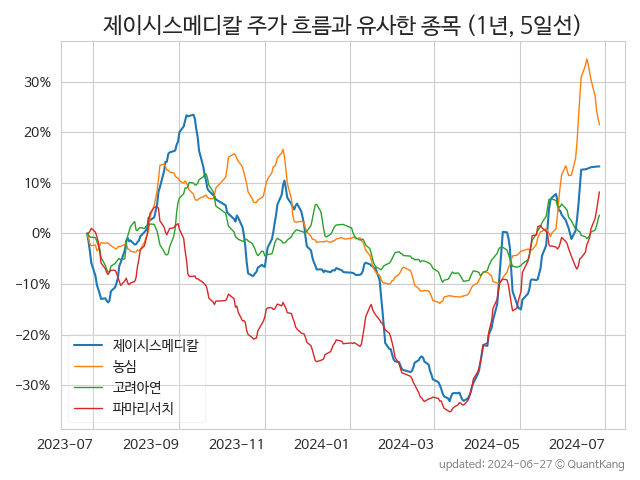 제이시스메디칼 주가 흐름과 유사한 종목 (1년, 5일선)
30%
20%
10%
0%
−10%
−20%
−30%
제이시스메디칼
농심
고려아연
파마리서치
2023−07
2023−09
2023−11
2024−01
2024−03
2024−05
2024−07
updated: 2024-06-27 © QuantKang